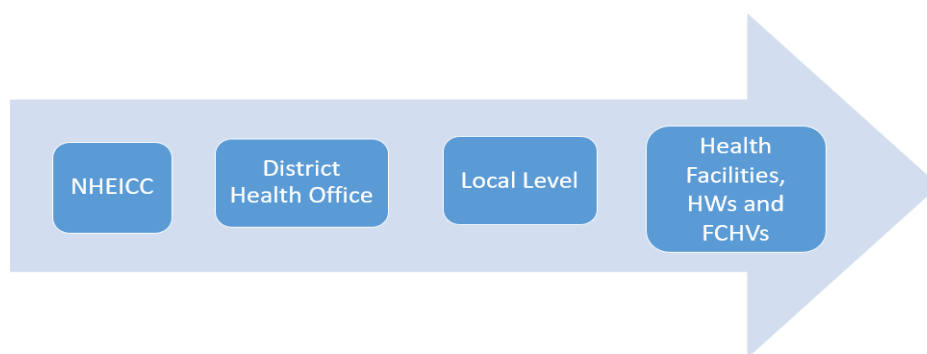 NHEICC
District
Health Office
Local Level
Health
Facilities,
HWs and
FCHVs